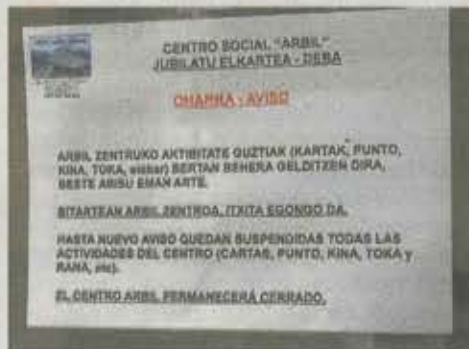 CENTRO SOCIAL "ARBIL"
JUBILATU ELKARTEA - DEBA
OHARRA - AVISO
ARBIL ZENTRUKO AKTIBITATE GUZTIAK (KARTAK, PUNTO,
KINA, TOKA, etabar) BERTAN BEHERA GELDITZEN DIRA,
BESTE ABISU EMAN ARTE.
BITARTEAN ARBIL ZENTROA, ITXITA EGONGO DA.
HASTA NUEVO AVISO QUEDAN SUSPENDIDAS TODAS LAS
ACTIVIDADES DEL CENTRO (CARTAS, PUNTO, KINA, TOKA y
RANA, etc).
EL CENTRO ARBIL PERMANECERÁ CERRADO.